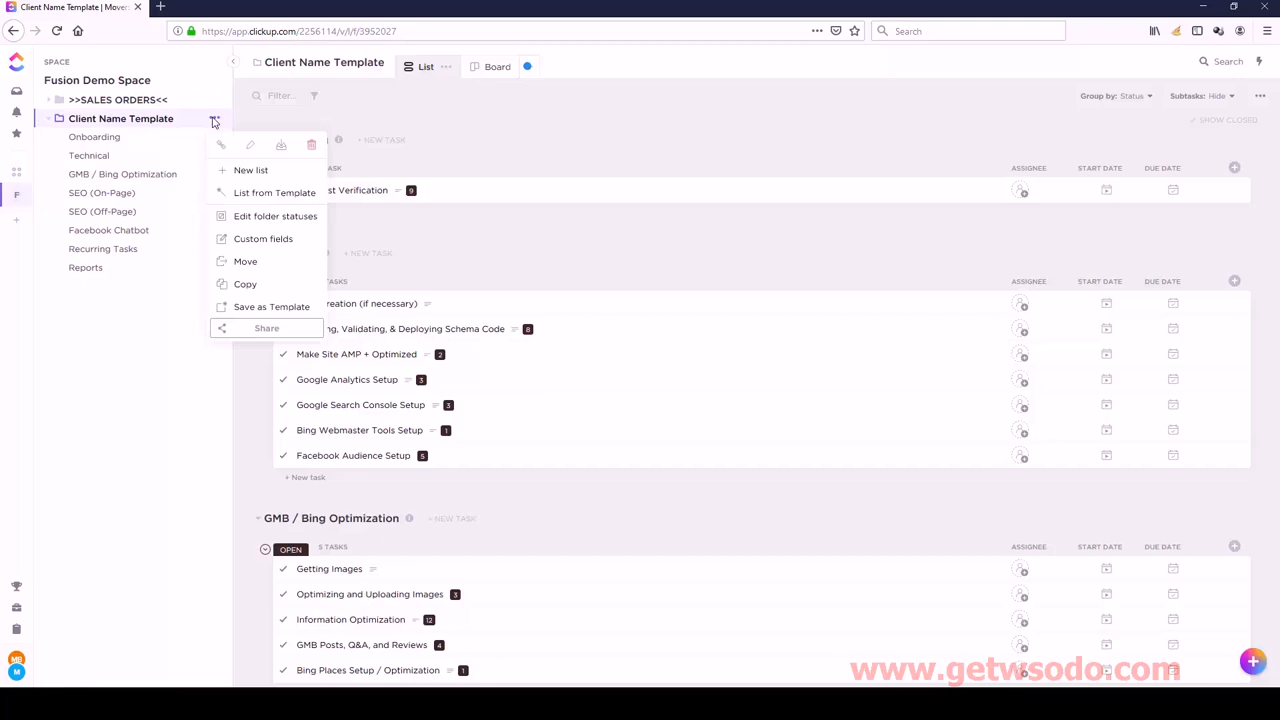 Client Name Template | Mover
https://app.clickup.com/2256114/v/l/f/3952027
Search
SPACE
Fusion Demo Space
>>SALES ORDERS<<
Client Name Template
Onboarding
Technical
GMB / Bing Optimization
SEO (On-Page)
SEO (Off-Page)
Facebook Chatbot
Recurring Tasks
Reports
F
MB
M
New list
List from Template
Edit folder statuses
Custom fields
Move
Copy
Save as Template
Share
Client Name Template
List
Board
Search
Filter...
Group by: Status
Subtasks: Hide
SHOW CLOSED
+ NEW TASK
ASSIGNEE START DATE DUE DATE
Verification 9
+ NEW TASK
TASKS ASSIGNEE START DATE DUE DATE
(if necessary)
Validating, & Deploying Schema Code 8
Make Site AMP + Optimized 2
Google Analytics Setup 3
Google Search Console Setup 3
Bing Webmaster Tools Setup 1
Facebook Audience Setup 5
+ New task
GMB / Bing Optimization + NEW TASK
OPEN 5 TASKS ASSIGNEE START DATE DUE DATE
Getting Images
Optimizing and Uploading Images 3
Information Optimization 12
GMB Posts, Q&A, and Reviews 4
Bing Places Setup / Optimization 1
www.getwsodo.com